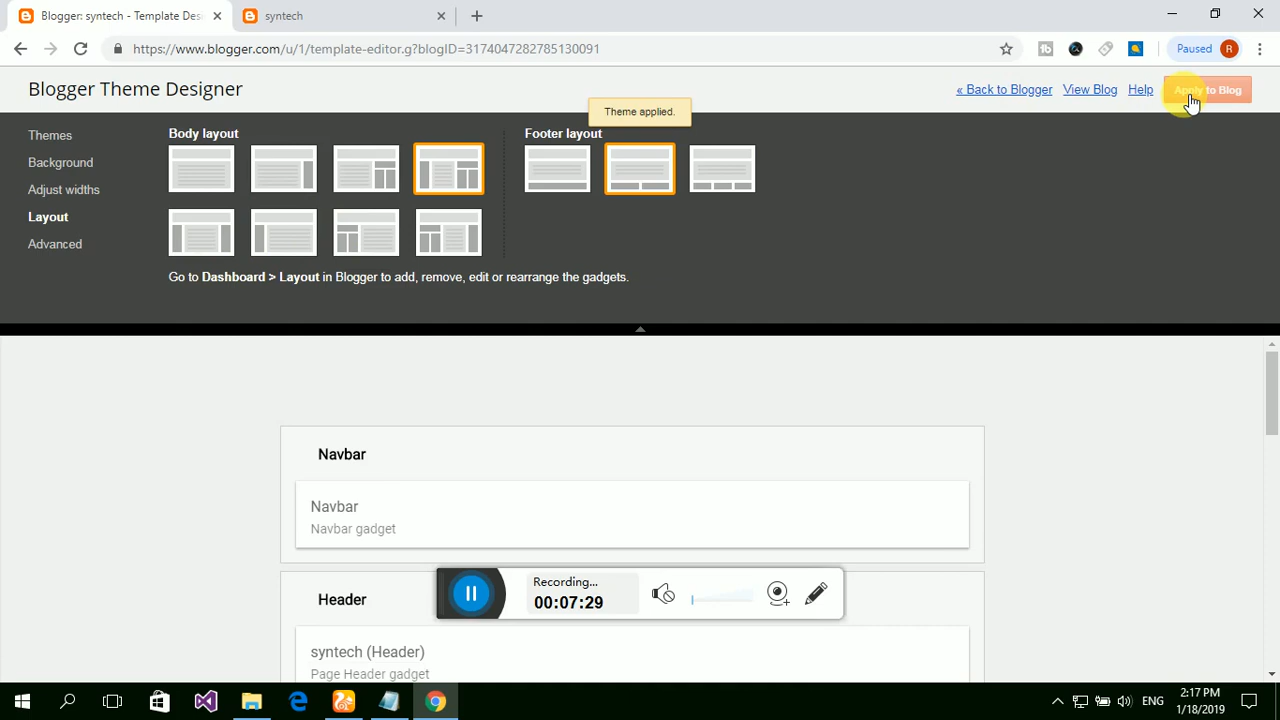 Blogger: syntech - Template Des
syntech
https://www.blogger.com/u/1/template-editor.g?blogID=3174047282785130091
Paused
R
Blogger Theme Designer
« Back to Blogger
View Blog
Help
Apply to Blog
Theme applied.
Themes
Background
Adjust widths
Layout
Advanced
Body layout
Footer layout
Go to Dashboard > Layout in Blogger to add, remove, edit or rearrange the gadgets.
Navbar
Navbar
Navbar gadget
Header
syntech (Header)
Page Header gadget
Recording...
00:07:29
ENG
2:17 PM
1/18/2019